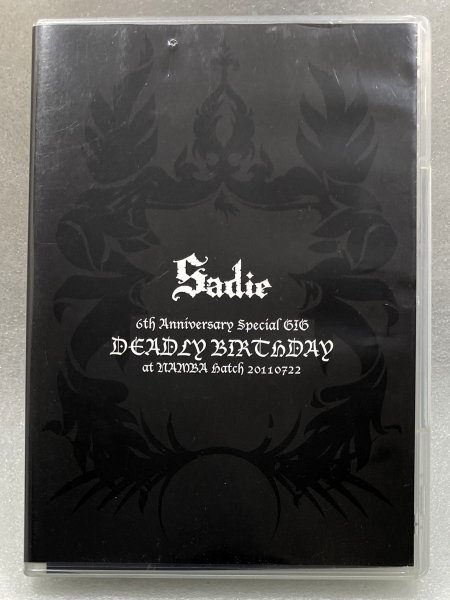 Sadie
6th Anniversary Special GIG
DEADLY BIRTHDAY
at NAMBA Hatch 20110722